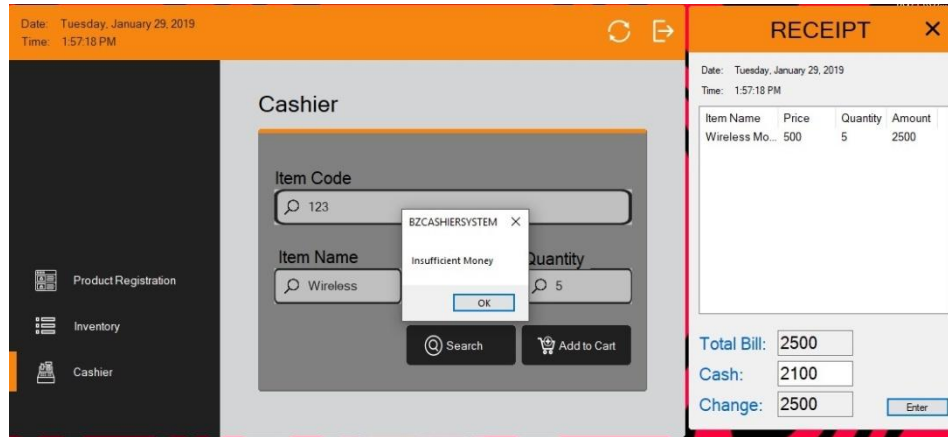 Date: Tuesday, January 29, 2019
Time: 1:57:18 PM
Product Registration
Inventory
Cashier
Cashier
Item Code
123
Item Name
Wireless
Quantity
5
Search
Add to Cart
BZCASHIERSYSTEM
Insufficient Money
OK
RECEIPT
Date: Tuesday, January 29, 2019
Time: 1:57:18 PM
Item Name Price Quantity Amount
Wireless Mo... 500 5 2500
Total Bill: 2500
Cash: 2100
Change: 2500
Enter